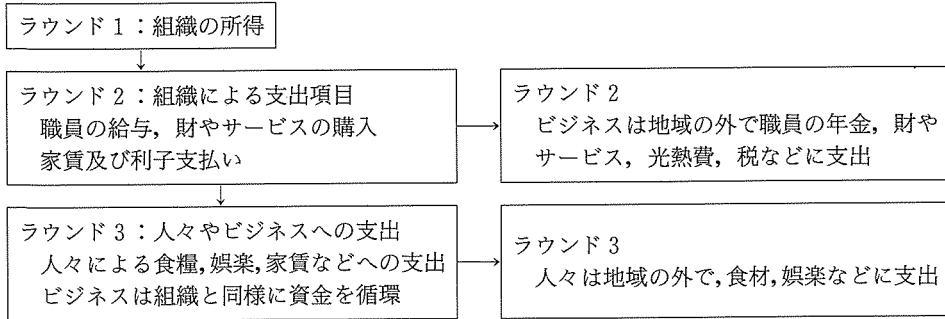 ラウンド1：組織の所得
ラウンド2：組織による支出項目
職員の給与，財やサービスの購入
家賃及び利子支払い
ラウンド2
ビジネスは地域の外で職員の年金，財や
サービス，光熱費，税などに支出
ラウンド3：人々やビジネスへの支出
人々による食糧，娯楽，家賃などへの支出
ビジネスは組織と同様に資金を循環
ラウンド3
人々は地域の外で，食材，娯楽などに支出